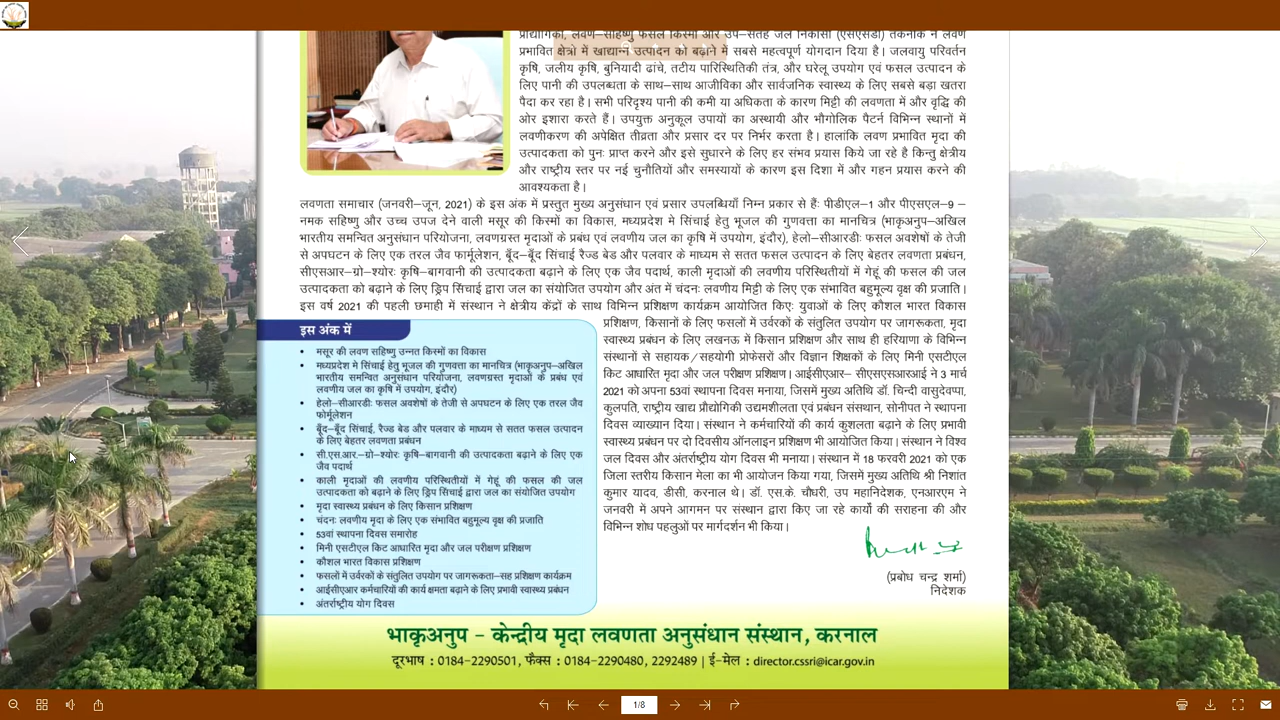 प्रौद्योगिकी, लवण–सहिष्णु फसल किस्मों और उप–सतह जल निकासी (एसएसडी) तकनीक ने लवण
प्रभावित क्षेत्रो में खाद्यान्न उत्पादन को बढ़ाने में सबसे महत्वपूर्ण योगदान दिया है। जलवायु परिवर्तन
कृषि, जलीय कृषि, बुनियादी ढांचे, तटीय पारिस्थितिकी तंत्र, और घरेलू उपयोग एवं फसल उत्पादन के
लिए पानी की उपलब्धता के साथ–साथ आजीविका और सार्वजनिक स्वास्थ्य के लिए सबसे बड़ा खतरा
पैदा कर रहा है। सभी परिदृश्य पानी की कमी या अधिकता के कारण मिट्टी की लवणता में और वृद्धि की
ओर इशारा करते हैं। उपयुक्त अनुकूल उपायों का अस्थायी और भौगोलिक पैटर्न विभिन्न स्थानों में
लवणीकरण की अपेक्षित तीव्रता और प्रसार दर पर निर्भर करता है। हालांकि लवण प्रभावित मृदा की
उत्पादकता को पुनः प्राप्त करने और इसे सुधारने के लिए हर संभव प्रयास किये जा रहे है किन्तु क्षेत्रीय
और राष्ट्रीय स्तर पर नई चुनौतियों और समस्यायों के कारण इस दिशा में और गहन प्रयास करने की
आवश्यकता है।
लवणता समाचार (जनवरी–जून, 2021) के इस अंक में प्रस्तुत मुख्य अनुसंधान एवं प्रसार उपलब्धियाँ निम्न प्रकार से हैं: पीडीएल–1 और पीएसएल–9 –
नमक सहिष्णु और उच्च उपज देने वाली मसूर की किस्मों का विकास, मध्यप्रदेश मे सिंचाई हेतु भूजल की गुणवत्ता का मानचित्र (भाकृअनुप–अखिल
भारतीय समन्वित अनुसंधान परियोजना, लवणग्रस्त मृदाओं के प्रबंध एवं लवणीय जल का कृषि में उपयोग, इंदौर), हेलो–सीआरडीः फसल अवशेषों के तेजी
से अपघटन के लिए एक तरल जैव फार्मूलेशन, बूँद–बूँद सिंचाई रैज्ड बेड और पलवार के माध्यम से सतत फसल उत्पादन के लिए बेहतर लवणता प्रबंधन,
सीएसआर–ग्रो–श्योरः कृषि–बागवानी की उत्पादकता बढ़ाने के लिए एक जैव पदार्थ, काली मृदाओं की लवणीय परिस्थितीयों में गेहूं की फसल की जल
उत्पादकता को बढ़ाने के लिए ड्रिप सिंचाई द्वारा जल का संयोजित उपयोग और अंत में चंदनः लवणीय मिट्टी के लिए एक संभावित बहुमूल्य वृक्ष की प्रजाति।
इस वर्ष 2021 की पहली छमाही में संस्थान ने क्षेत्रीय केंद्रों के साथ विभिन्न प्रशिक्षण कार्यक्रम आयोजित किएः युवाओं के लिए कौशल भारत विकास
प्रशिक्षण, किसानों के लिए फसलों में उर्वरकों के संतुलित उपयोग पर जागरूकता, मृदा
स्वास्थ्य प्रबंधन के लिए लखनऊ में किसान प्रशिक्षण और साथ ही हरियाणा के विभिन्न
संस्थानों से सहायक/सहयोगी प्रोफेसरों और विज्ञान शिक्षकों के लिए मिनी एसटीएल
किट आधारित मृदा और जल परीक्षण प्रशिक्षण। आईसीएआर– सीएसएसआरआई ने 3 मार्च
2021 को अपना 53वां स्थापना दिवस मनाया, जिसमें मुख्य अतिथि डॉ. चिन्दी वासुदेवप्पा,
कुलपति, राष्ट्रीय खाद्य प्रौद्योगिकी उद्यमशीलता एवं प्रबंधन संसथान, सोनीपत ने स्थापना
दिवस व्याख्यान दिया। संस्थान ने कर्मचारियों की कार्य कुशलता बढ़ाने के लिए प्रभावी
स्वास्थ्य प्रबंधन पर दो दिवसीय ऑनलाइन प्रशिक्षण भी आयोजित किया। संस्थान ने विश्व
जल दिवस और अंतर्राष्ट्रीय योग दिवस भी मनाया। संस्थान में 18 फरवरी 2021 को एक
जिला स्तरीय किसान मेला का भी आयोजन किया गया, जिसमें मुख्य अतिथि श्री निशांत
कुमार यादव, डीसी, करनाल थे। डॉ. एस.के. चौधरी, उप महानिदेशक, एनआरएम ने
जनवरी में अपने आगमन पर संस्थान द्वारा किए जा रहे कार्यो की सराहना की और
विभिन्न शोध पहलुओं पर मार्गदर्शन भी किया।
(प्रबोध चन्द्र शर्मा)
निदेशक
इस अंक में
• मसूर की लवण सहिष्णु उन्नत किस्मों का विकास
• मध्यप्रदेश मे सिंचाई हेतु भूजल की गुणवत्ता का मानचित्र (भाकृअनुप–अखिल
भारतीय समन्वित अनुसंधान परियोजना, लवणग्रस्त मृदाओं के प्रबंध एवं
लवणीय जल का कृषि में उपयोग, इंदौर)
• हेलो–सीआरडीः फसल अवशेषों के तेजी से अपघटन के लिए एक तरल जैव
फोर्मूलेशन
• बूँद–बूँद सिंचाई, रैज्ड बेड और पलवार के माध्यम से सतत फसल उत्पादन
के लिए बेहतर लवणता प्रबंधन
• सी.एस.आर.–ग्रो–श्योरः कृषि–बागवानी की उत्पादकता बढ़ाने के लिए एक
जैव पदार्थ
• काली मृदाओं की लवणीय परिस्थितीयों में गेहूं की फसल की जल
उत्पादकता को बढ़ाने के लिए ड्रिप सिंचाई द्वारा जल का संयोजित उपयोग
• मृदा स्वास्थ्य प्रबंधन के लिए किसान प्रशिक्षण
• चंदनः लवणीय मृदा के लिए एक संभावित बहुमूल्य वृक्ष की प्रजाति
• 53वां स्थापना दिवस समारोह
• मिनी एसटीएल किट आधारित मृदा और जल परीक्षण प्रशिक्षण
• कौशल भारत विकास प्रशिक्षण
• फसलों में उर्वरकों के संतुलित उपयोग पर जागरूकता–सह प्रशिक्षण कार्यक्रम
• आईसीएआर कर्मचारियों की कार्य क्षमता बढ़ाने के लिए प्रभावी स्वास्थ्य प्रबंधन
• अंतर्राष्ट्रीय योग दिवस
भाकृअनुप – केन्द्रीय मृदा लवणता अनुसंधान संस्थान, करनाल
दूरभाष : 0184-2290501, फैक्स : 0184-2290480, 2292489 | ई-मेल : director.cssri@icar.gov.in
1/8